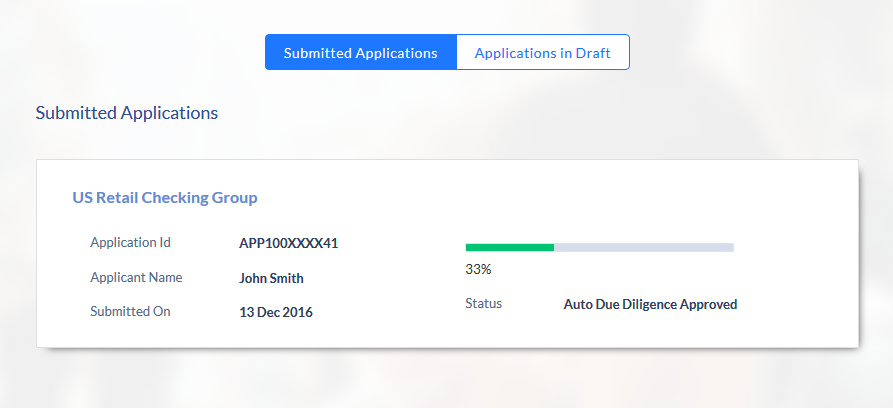 Submitted Applications Applications in Draft
Submitted Applications
US Retail Checking Group
Application Id APP100XXXX41
33%
Applicant Name John Smith
Submitted On 13 Dec 2016
Status Auto Due Diligence Approved